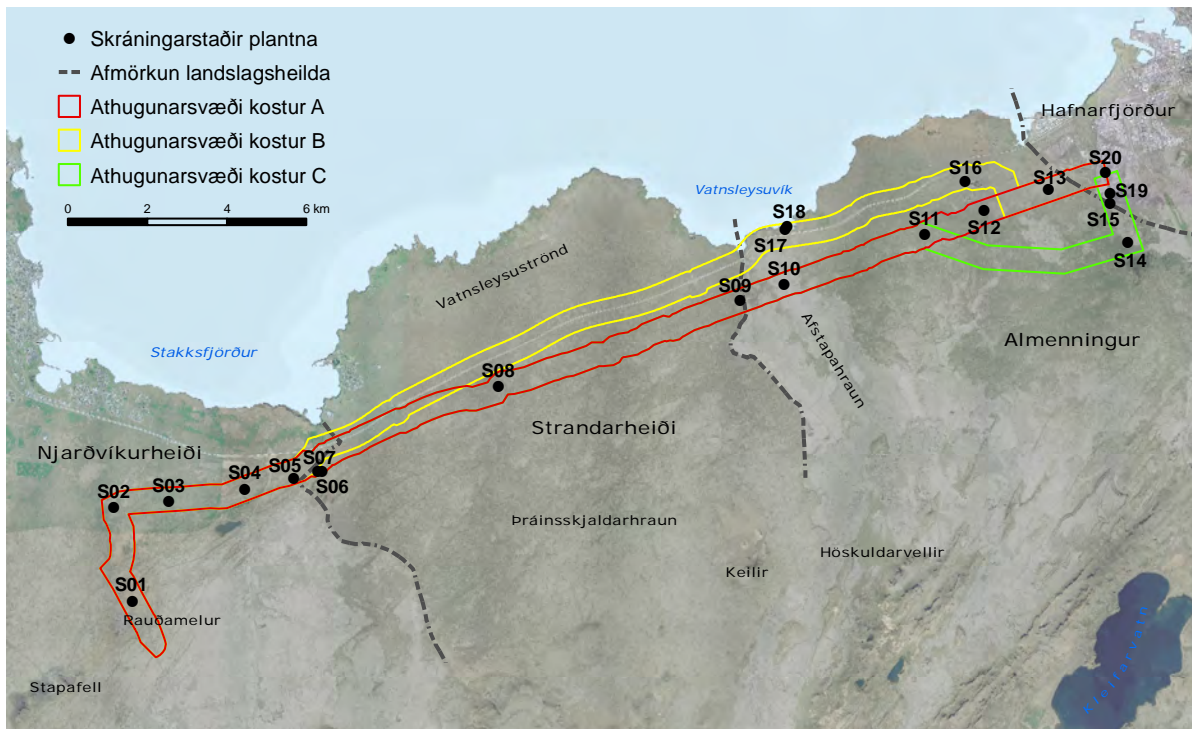 Skráningarstaðir plantna
Afmörkun landslagsheilda
Athugunarsvæði kostur A
Athugunarsvæði kostur B
Athugunarsvæði kostur C
0 2 4 6 km
Hafnarfjörður
S20
S16
S13
S19
Vatnsleysuvík
S18
S11
S12
S15
S17
S14
Vatnsleysuströnd
S10
S09
Afstapahraun
Almenningur
Stakksfjörður
S08
Strandarheiði
Njarðvíkurheiði
S07
S05
S04
S06
S03
S02
Þráinsskjaldarhraun
Höskuldarvellir
Keilir
S01
Rauðamelur
Kleifarvatn
Stapafell